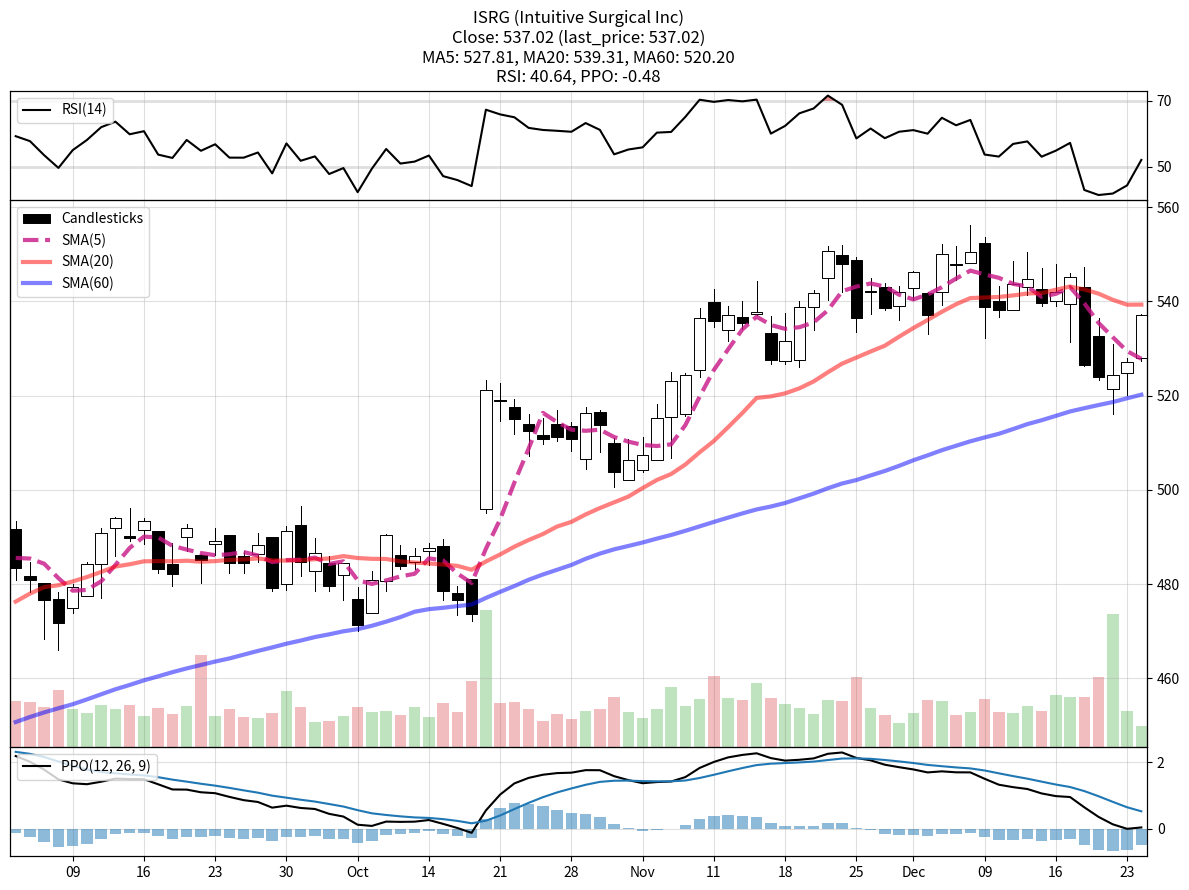 ISRG (Intuitive Surgical Inc)
Close: 537.02 (last_price: 537.02)
MA5: 527.81, MA20: 539.31, MA60: 520.20
RSI: 40.64, PPO: -0.48
RSI(14)
70
50
Candlesticks
SMA(5)
SMA(20)
SMA(60)
560
540
520
500
480
460
PPO(12, 26, 9)
2
0
09 16 23 30 Oct 14 21 28 Nov 11 18 25 Dec 09 16 23